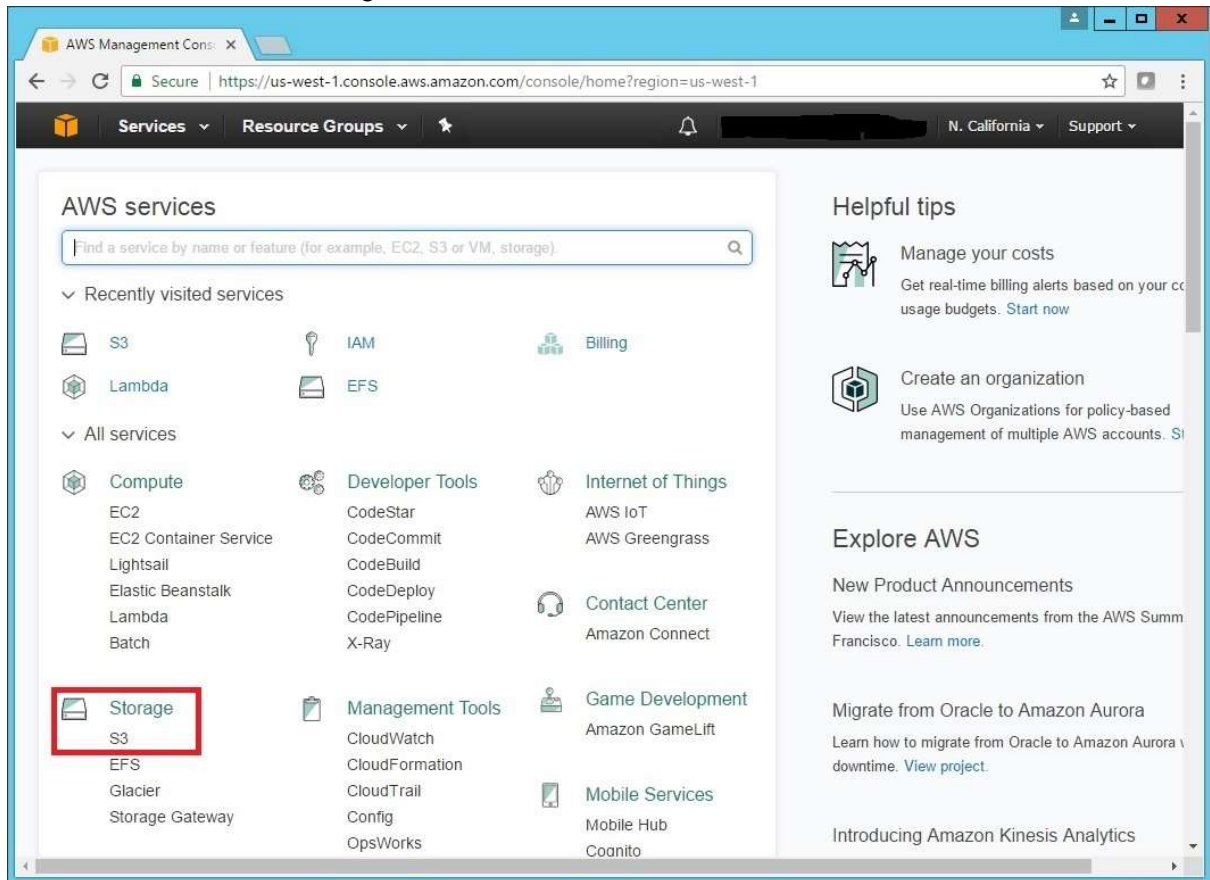 AWS Management Cons
Secure | https://us-west-1.console.aws.amazon.com/console/home?region=us-west-1
Services Resource Groups N. California Support
AWS services
Find a service by name or feature (for example, EC2, S3 or VM, storage).
Recently visited services
S3 IAM Billing
Lambda EFS
All services
Compute
EC2
EC2 Container Service
Lightsail
Elastic Beanstalk
Lambda
Batch
Storage
S3
EFS
Glacier
Storage Gateway
Developer Tools
CodeStar
CodeCommit
CodeBuild
CodeDeploy
CodePipeline
X-Ray
Management Tools
CloudWatch
CloudFormation
CloudTrail
Config
OpsWorks
Internet of Things
AWS IoT
AWS Greengrass
Contact Center
Amazon Connect
Game Development
Amazon GameLift
Mobile Services
Mobile Hub
Cognito
Helpful tips
Manage your costs
Get real-time billing alerts based on your
usage budgets. Start now
Create an organization
Use AWS Organizations for policy-based
management of multiple AWS accounts.
Explore AWS
New Product Announcements
View the latest announcements from the AWS Summ
Francisco. Learn more.
Migrate from Oracle to Amazon Aurora
Learn how to migrate from Oracle to Amazon Aurora
downtime. View project.
Introducing Amazon Kinesis Analytics